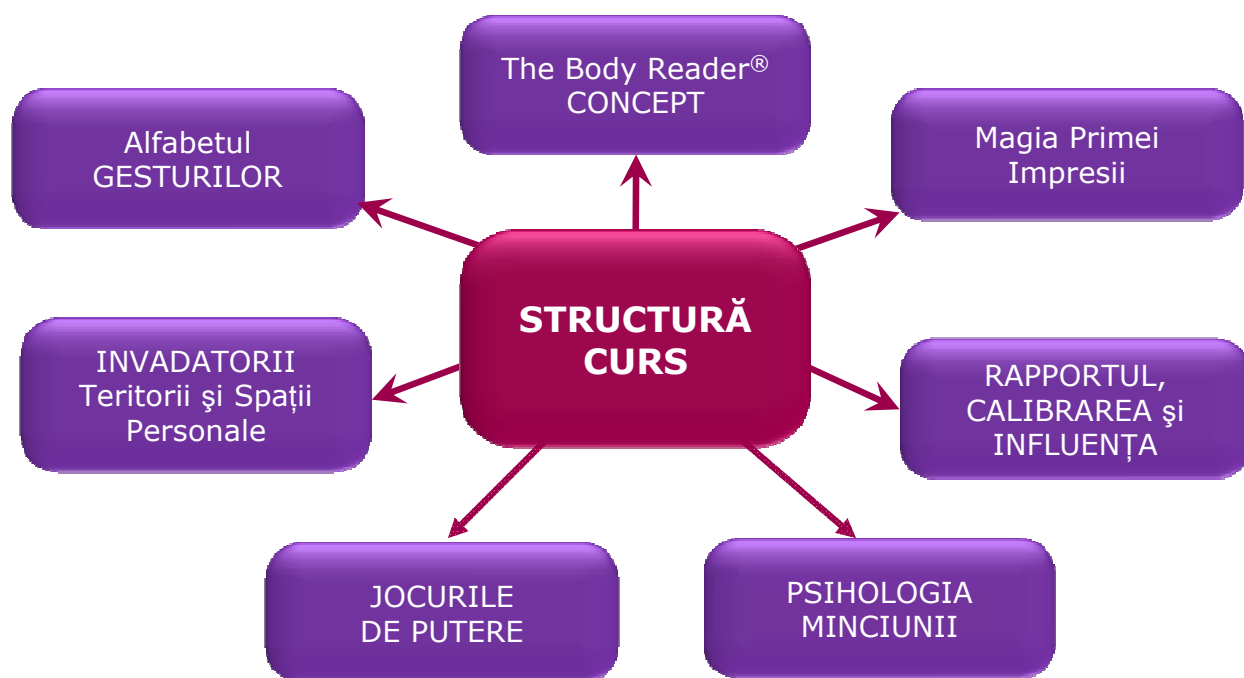 The Body Reader®
CONCEPT
Alfabetul
GESTURILOR
Magia Primei
Impresii
STRUCTURĂ
CURS
INVADATORII
Teritorii şi Spații
Personale
RAPPORTUL,
CALIBRAREA şi
INFLUENȚA
JOCURILE
DE PUTERE
PSIHOLOGIA
MINCIUNII